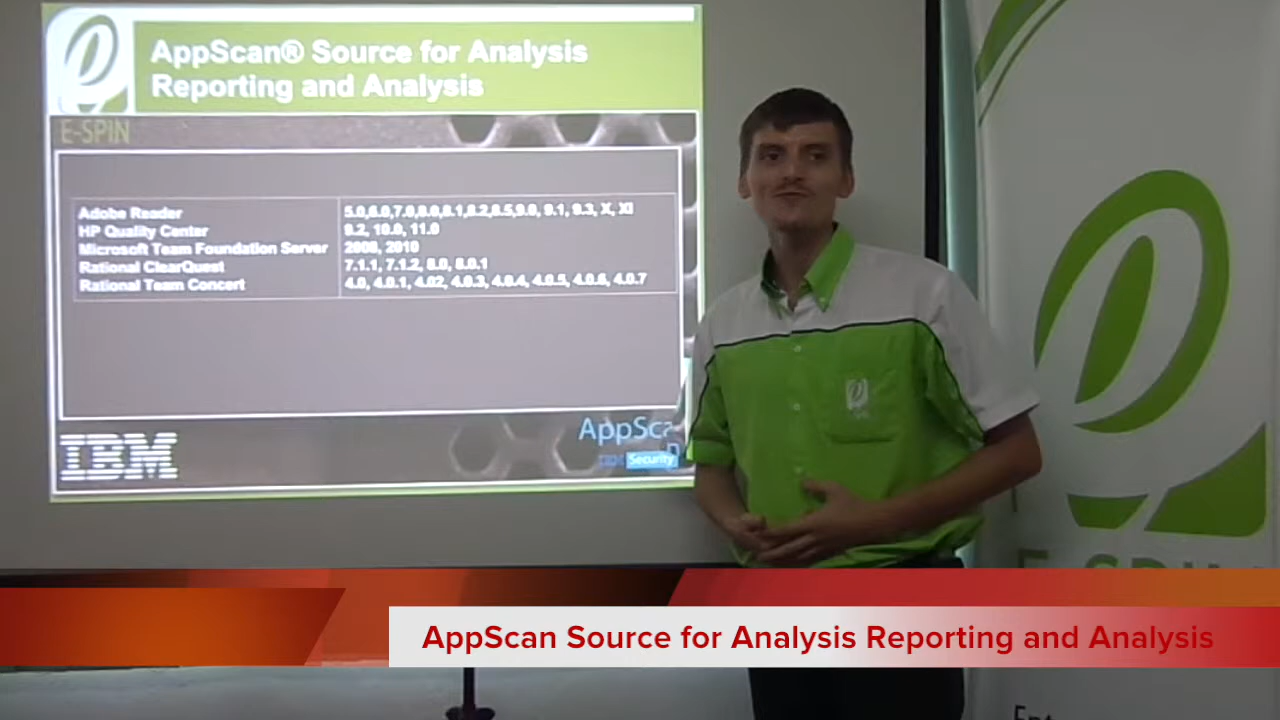 AppScan® Source for Analysis
Reporting and Analysis
E-SPIN
Adobe Reader 5.0,6.0,7.0,8.0,8.1,8.2,8.5,9.0, 9.1, 9.3, X, XI
HP Quality Center 9.2, 10.0, 11.0
Microsoft Team Foundation Server 2008, 2010
Rational ClearQuest 7.1.1, 7.1.2, 8.0, 8.0.1
Rational Team Concert 4.0, 4.0.1, 4.02, 4.0.3, 4.0.4, 4.0.5, 4.0.6, 4.0.7
IBM
AppSca
IBM Security
E-SPIN
AppScan Source for Analysis Reporting and Analysis